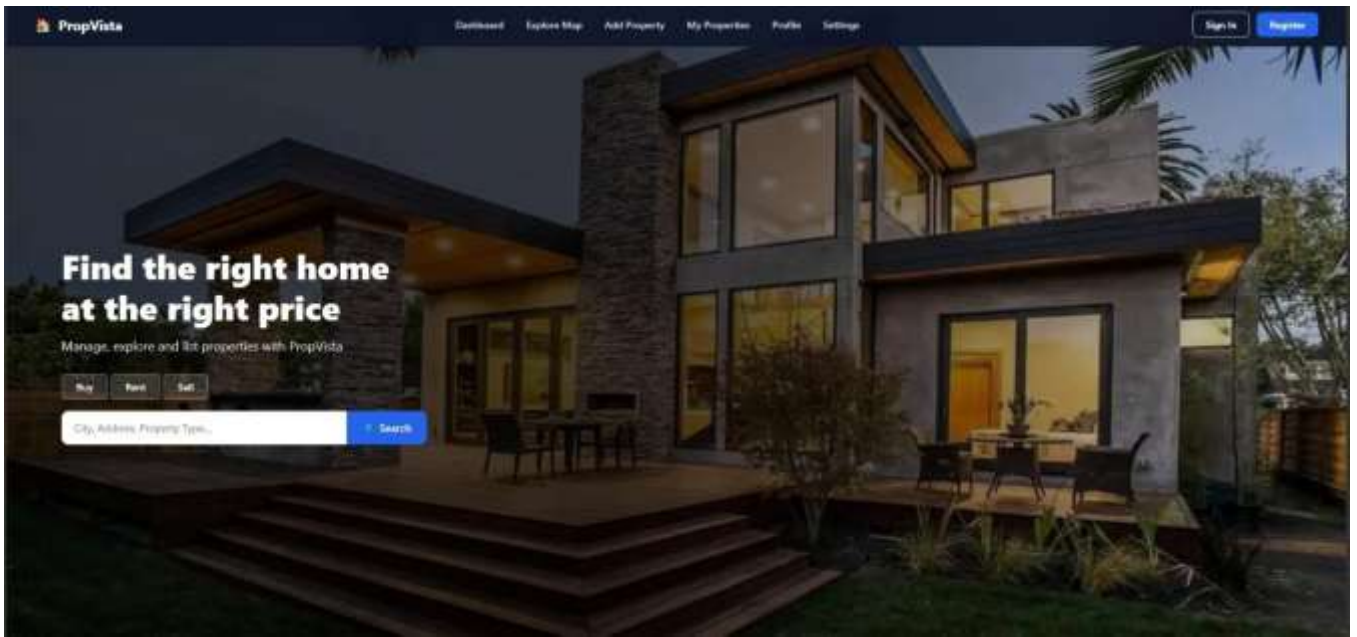 PropVista
Dashboard Explore Map Add Property My Properties Profile Settings
Sign In Register
Find the right home
at the right price
Manage, explore and list properties with PropVista
Buy Rent Sell
City, Address, Property Type... Search